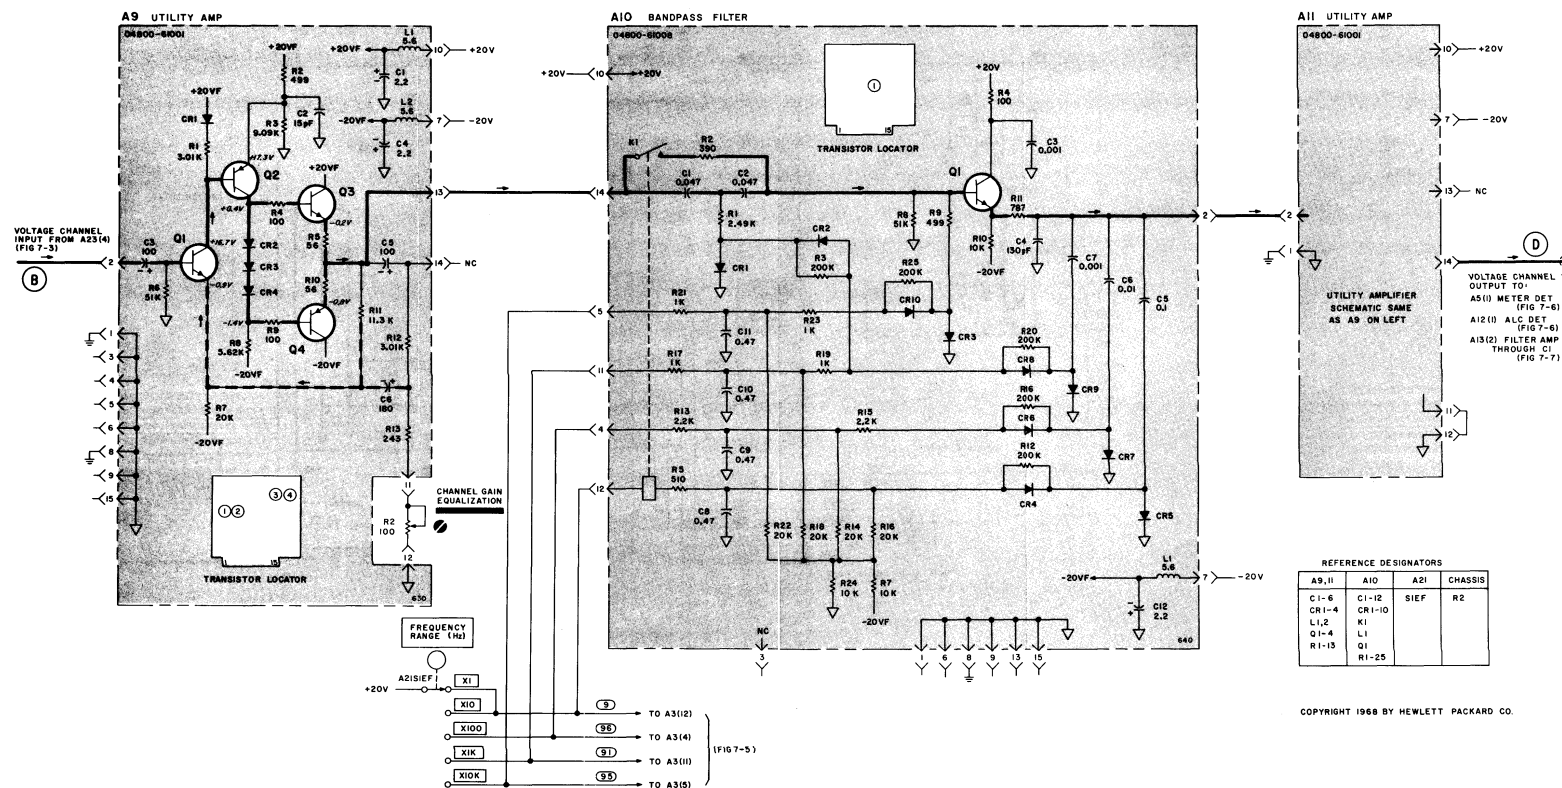 A9 UTILITY AMP
04800-61001
+20VF
CR1
R1
3.01K
+20VF
R2
499
R3
9.09K
C2
15pF
+20VF
L1
5.6
10
+20V
C1
2.2
L2
5.6
-20VF
7
-20V
C4
2.2
+17.3V
Q2
+20VF
Q3
13
+0.4V
R4
100
-0.2V
VOLTAGE CHANNEL
INPUT FROM A23(4)
(FIG 7-3)
B
2
C3
100
Q1
+16.7V
R5
56
C5
100
14
NC
CR2
CR3
CR4
R6
51K
-0.9V
R10
56
-0.8V
R11
11.3K
-1.4V
R9
100
Q4
R8
5.62K
-20VF
-20VF
R12
3.01K
C6
180
R7
20K
-20VF
R13
243
1
3
4
5
6
8
9
15
1 2
3 4
1 15
TRANSISTOR LOCATOR
11
R2
100
12
CHANNEL GAIN
EQUALIZATION
630
A10 BANDPASS FILTER
04800-61008
+20V
10
+20V
1
1 15
TRANSISTOR LOCATOR
+20V
R4
100
C3
0.001
K1
R2
390
14
C1
0.047
C2
0.047
Q1
R1
2.49K
R8
51K
R9
499
R11
787
2
CR2
R3
200K
CR1
R10
10K
-20VF
C4
130pF
C7
0.001
C6
0.01
C5
0.1
R25
200K
CR10
5
R21
1K
R23
1K
C11
0.47
CR3
11
R17
1K
R19
1K
R20
200K
CR8
CR9
C10
0.47
4
R13
2.2K
R15
2.2K
R16
200K
CR6
CR7
C9
0.47
12
R5
510
R12
200K
CR4
CR5
C8
0.47
R22
20K
R18
20K
R14
20K
R16
20K
R24
10K
R7
10K
-20VF
L1
5.6
-20VF
7
-20V
C12
2.2
640
NC
3
1
6
8
9
13
15
A11 UTILITY AMP
04800-61001
10
+20V
7
-20V
13
NC
2
1
14
D
VOLTAGE CHANNEL
OUTPUT TO:
A5(1) METER DET
(FIG 7-6)
A12(1) ALC DET
(FIG 7-6)
A13(2) FILTER AMP
THROUGH C1
(FIG 7-7)
UTILITY AMPLIFIER
SCHEMATIC SAME
AS A9 ON LEFT
11
12
FREQUENCY
RANGE (Hz)
+20V
A21S1EF
X1
X10
9
TO A3(12)
X100
96
TO A3(4)
X1K
91
TO A3(11)
X10K
95
TO A3(5)
(FIG 7-5)
REFERENCE DESIGNATORS
A9,11 A10 A21 CHASSIS
C1-6 C1-12 S1EF R2
CR1-4 CR1-10
L1,2 K1
Q1-4 L1
R1-13 Q1
R1-25
COPYRIGHT 1968 BY HEWLETT PACKARD CO.